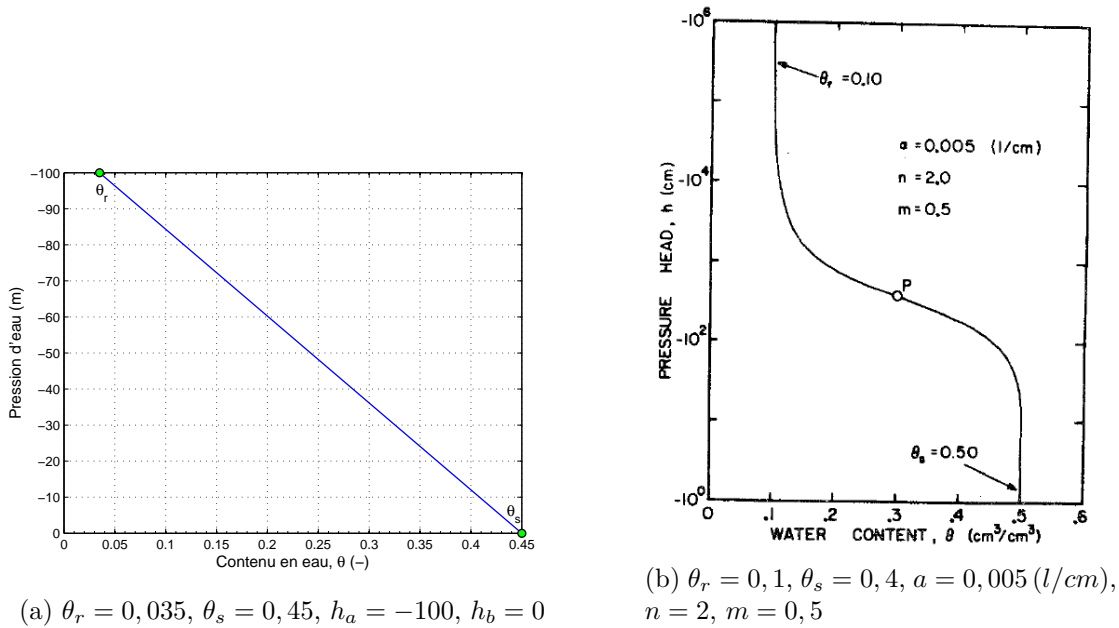 −100
−90
−80
−70
−60
−50
−40
−30
−20
−10
0
Pression d'eau (m)
θr
θs
0 0.05 0.1 0.15 0.2 0.25 0.3 0.35 0.4 0.45
Contenu en eau, θ (−)
(a) θr = 0, 035, θs = 0, 45, ha = −100, hb = 0
-10⁶
-10⁴
-10²
-10⁰
PRESSURE HEAD, h (cm)
θr = 0.10
a = 0.005 (1/cm)
n = 2.0
m = 0.5
P
θs = 0.50
0 .1 .2 .3 .4 .5 .6
WATER CONTENT, θ (cm³/cm³)
(b) θr = 0, 1, θs = 0, 4, a = 0, 005 (l/cm),
n = 2, m = 0, 5